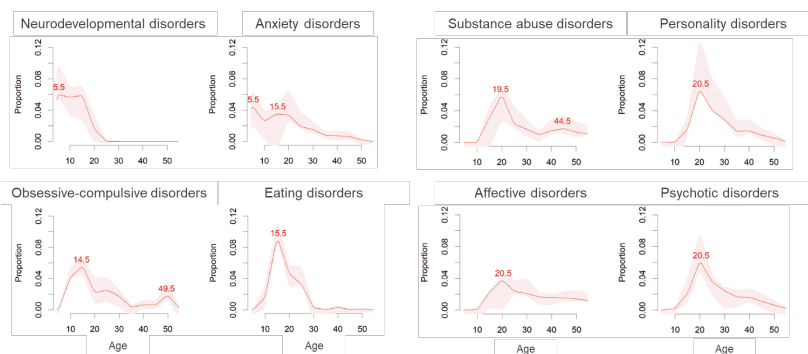 Neurodevelopmental disorders
Anxiety disorders
Substance abuse disorders
Personality disorders
Proportion
0.00 0.04 0.08 0.12
5.5
10 20 30 40 50
Proportion
0.00 0.04 0.08 0.12
5.5 15.5
10 20 30 40 50
Proportion
0.00 0.04 0.08 0.12
19.5 44.5
10 20 30 40 50
Proportion
0.00 0.04 0.08 0.12
20.5
10 20 30 40 50
Obsessive-compulsive disorders
Eating disorders
Affective disorders
Psychotic disorders
Proportion
0.00 0.04 0.08 0.12
14.5 49.5
10 20 30 40 50
Age
Proportion
0.00 0.04 0.08 0.12
15.5
10 20 30 40 50
Age
Proportion
0.00 0.04 0.08 0.12
20.5
10 20 30 40 50
Age
Proportion
0.00 0.04 0.08 0.12
20.5
10 20 30 40 50
Age